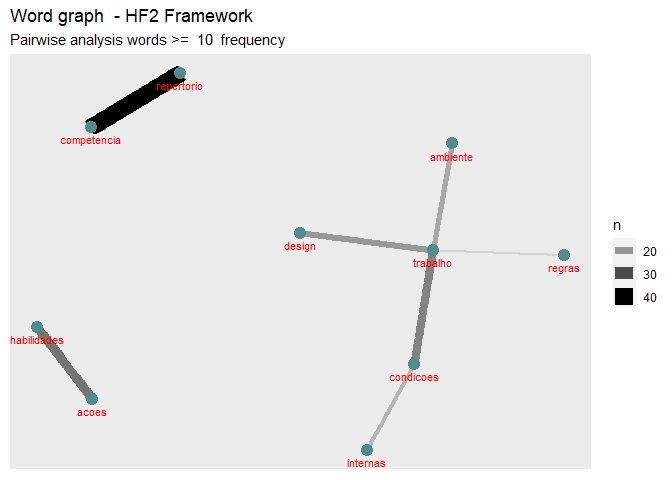 Word graph  - HF2 Framework
Pairwise analysis words >=  10  frequency
repertorio
competencia
ambiente
design
trabalho
regras
habilidades
condicoes
acoes
internas
n
20
30
40